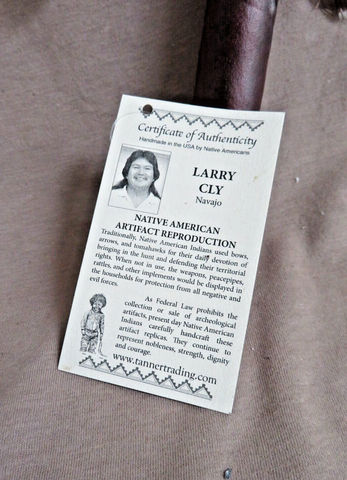 Certificate of Authenticity
Handmade in the USA by Native Americans
LARRY
CLY
Navajo
NATIVE AMERICAN
ARTIFACT REPRODUCTION
Traditionally, Native American Indians used bows,
arrows, and tomahawks for their daily devotion of
bringing in the hunt and defending their territorial
rights. When not in use, the weapons, peacepipes,
rattles, and other implements would be displayed in
the households for protection from all negative and
evil forces.
As Federal Law prohibits the
collection or sale of archeological
artifacts, present day Native American
Indians carefully handcraft these
artifact replicas. They continue to
represent nobleness, strength, dignity
and courage.
www.tannertrading.com